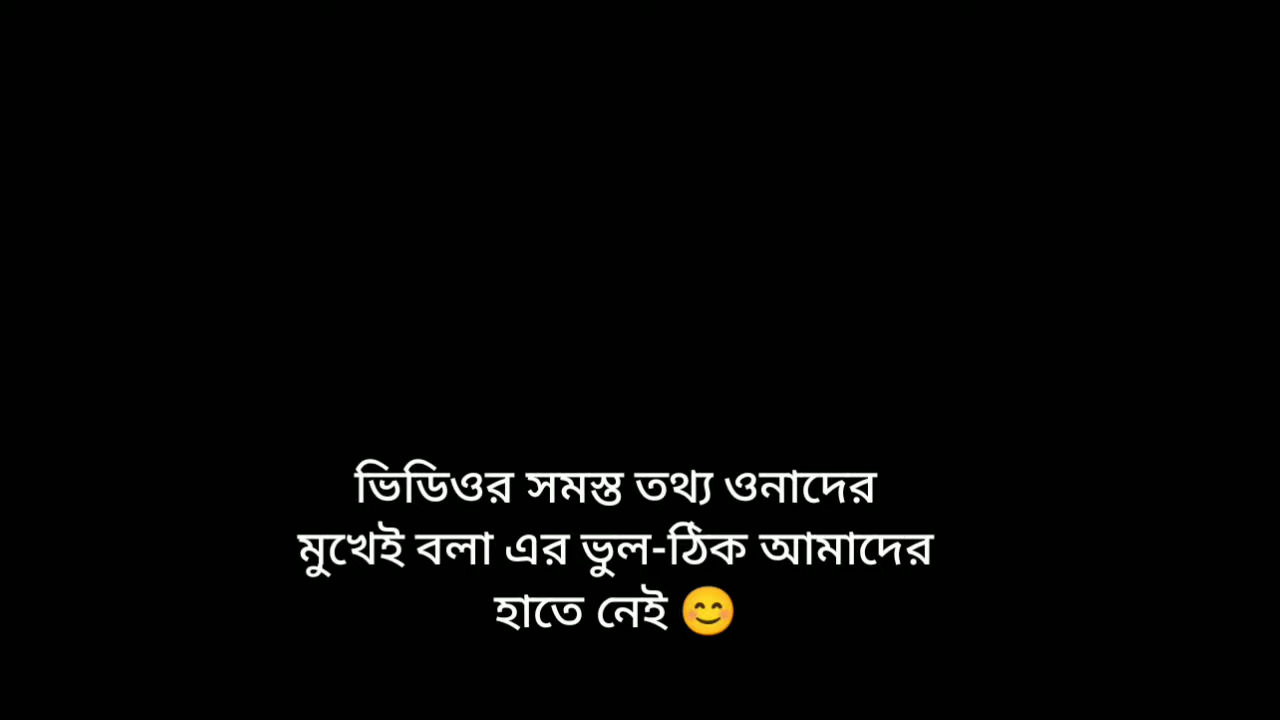 ভিডিওর সমস্ত তথ্য ওনাদের
মুখেই বলা এর ভুল-ঠিক আমাদের
হাতে নেই 😊